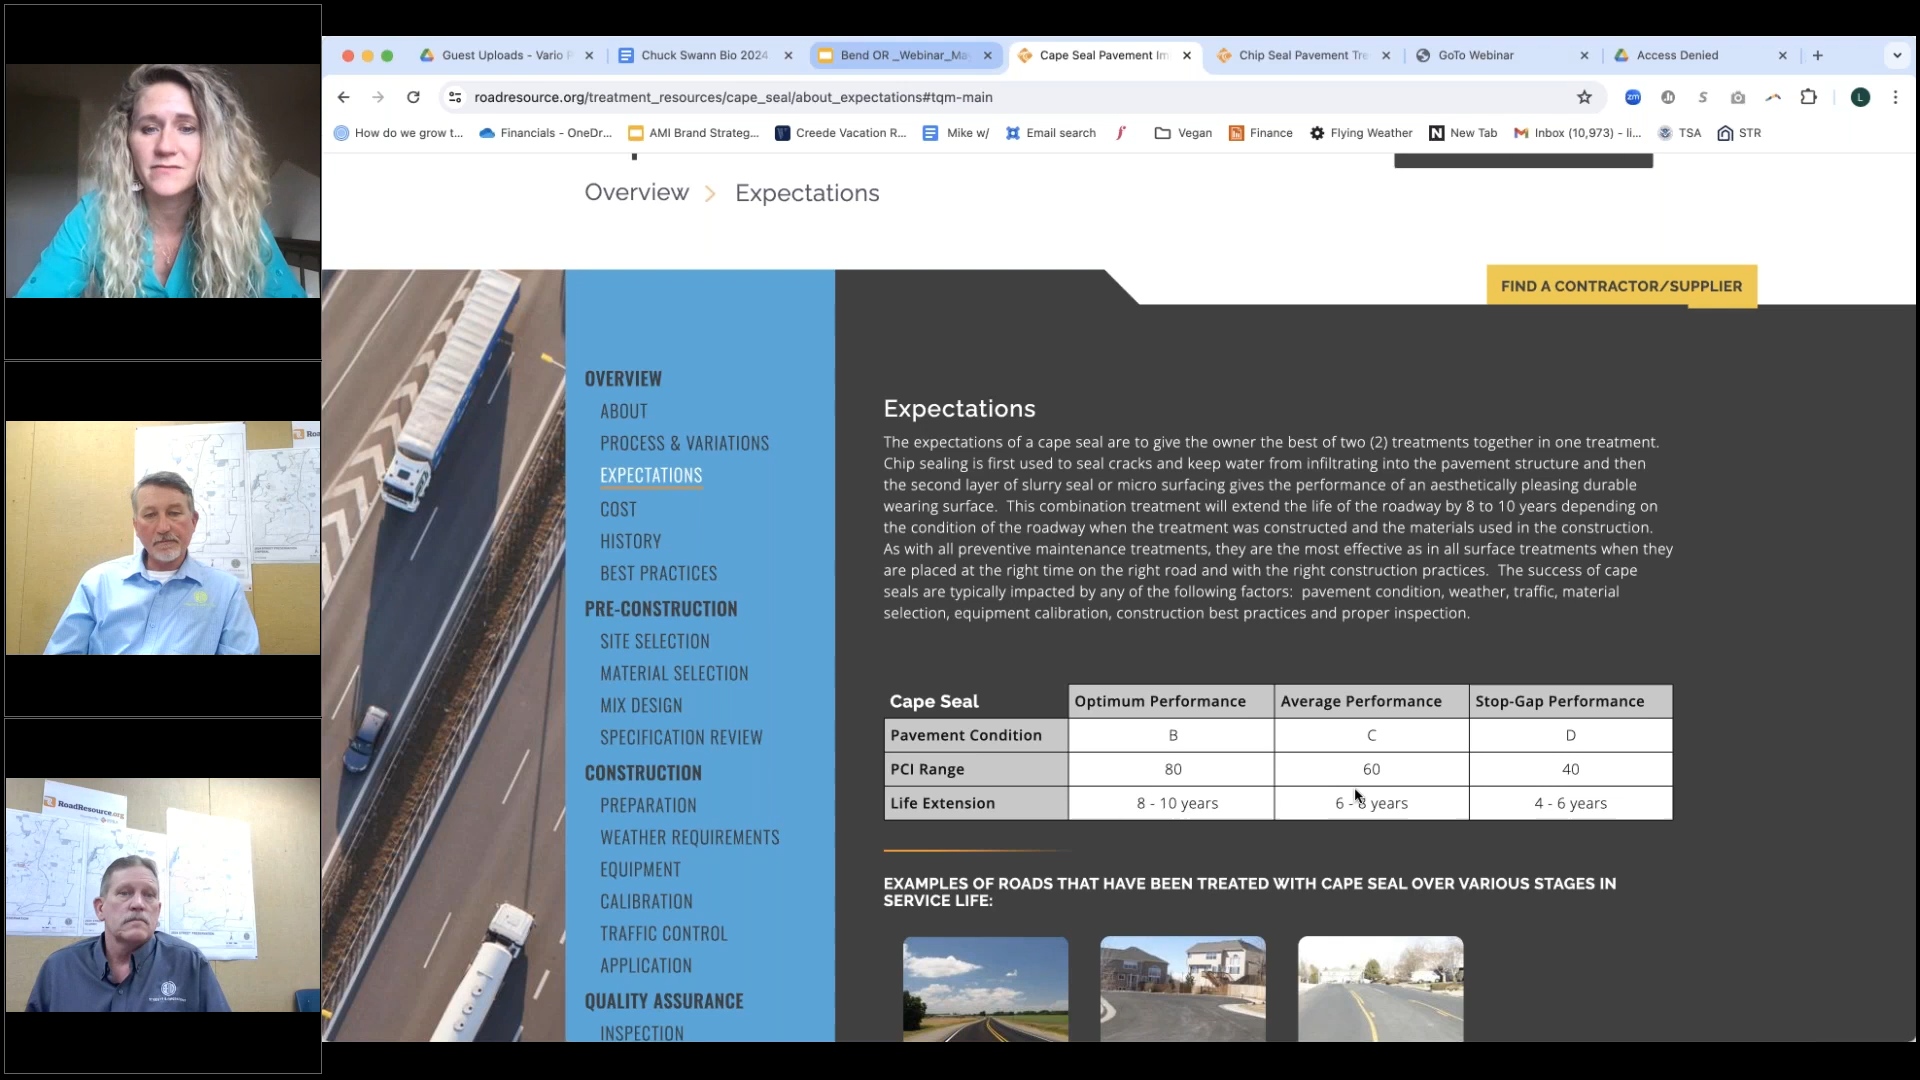 Guest Uploads - Vario P
Chuck Swann Bio 2024
Bend OR _Webinar_Ma
Cape Seal Pavement Im
Chip Seal Pavement Tre
GoTo Webinar
Access Denied
roadresource.org/treatment_resources/cape_seal/about_expectations#tqm-main
How do we grow t...
Financials - OneDr...
AMI Brand Strateg...
Creede Vacation R...
Mike w/
Email search
Vegan
Finance
Flying Weather
New Tab
Inbox (10,973) - li...
TSA
STR
Overview > Expectations
FIND A CONTRACTOR/SUPPLIER
OVERVIEW
ABOUT
PROCESS & VARIATIONS
EXPECTATIONS
COST
HISTORY
BEST PRACTICES
PRE-CONSTRUCTION
SITE SELECTION
MATERIAL SELECTION
MIX DESIGN
SPECIFICATION REVIEW
CONSTRUCTION
PREPARATION
WEATHER REQUIREMENTS
EQUIPMENT
CALIBRATION
TRAFFIC CONTROL
APPLICATION
QUALITY ASSURANCE
INSPECTION
Expectations
The expectations of a cape seal are to give the owner the best of two (2) treatments together in one treatment.
Chip sealing is first used to seal cracks and keep water from infiltrating into the pavement structure and then
the second layer of slurry seal or micro surfacing gives the performance of an aesthetically pleasing durable
wearing surface. This combination treatment will extend the life of the roadway by 8 to 10 years depending on
the condition of the roadway when the treatment was constructed and the materials used in the construction.
As with all preventive maintenance treatments, they are the most effective as in all surface treatments when they
are placed at the right time on the right road and with the right construction practices. The success of cape
seals are typically impacted by any of the following factors: pavement condition, weather, traffic, material
selection, equipment calibration, construction best practices and proper inspection.
Cape Seal Optimum Performance Average Performance Stop-Gap Performance
Pavement Condition B C D
PCI Range 80 60 40
Life Extension 8 - 10 years 6 - 8 years 4 - 6 years
EXAMPLES OF ROADS THAT HAVE BEEN TREATED WITH CAPE SEAL OVER VARIOUS STAGES IN
SERVICE LIFE:
RoadResource.org